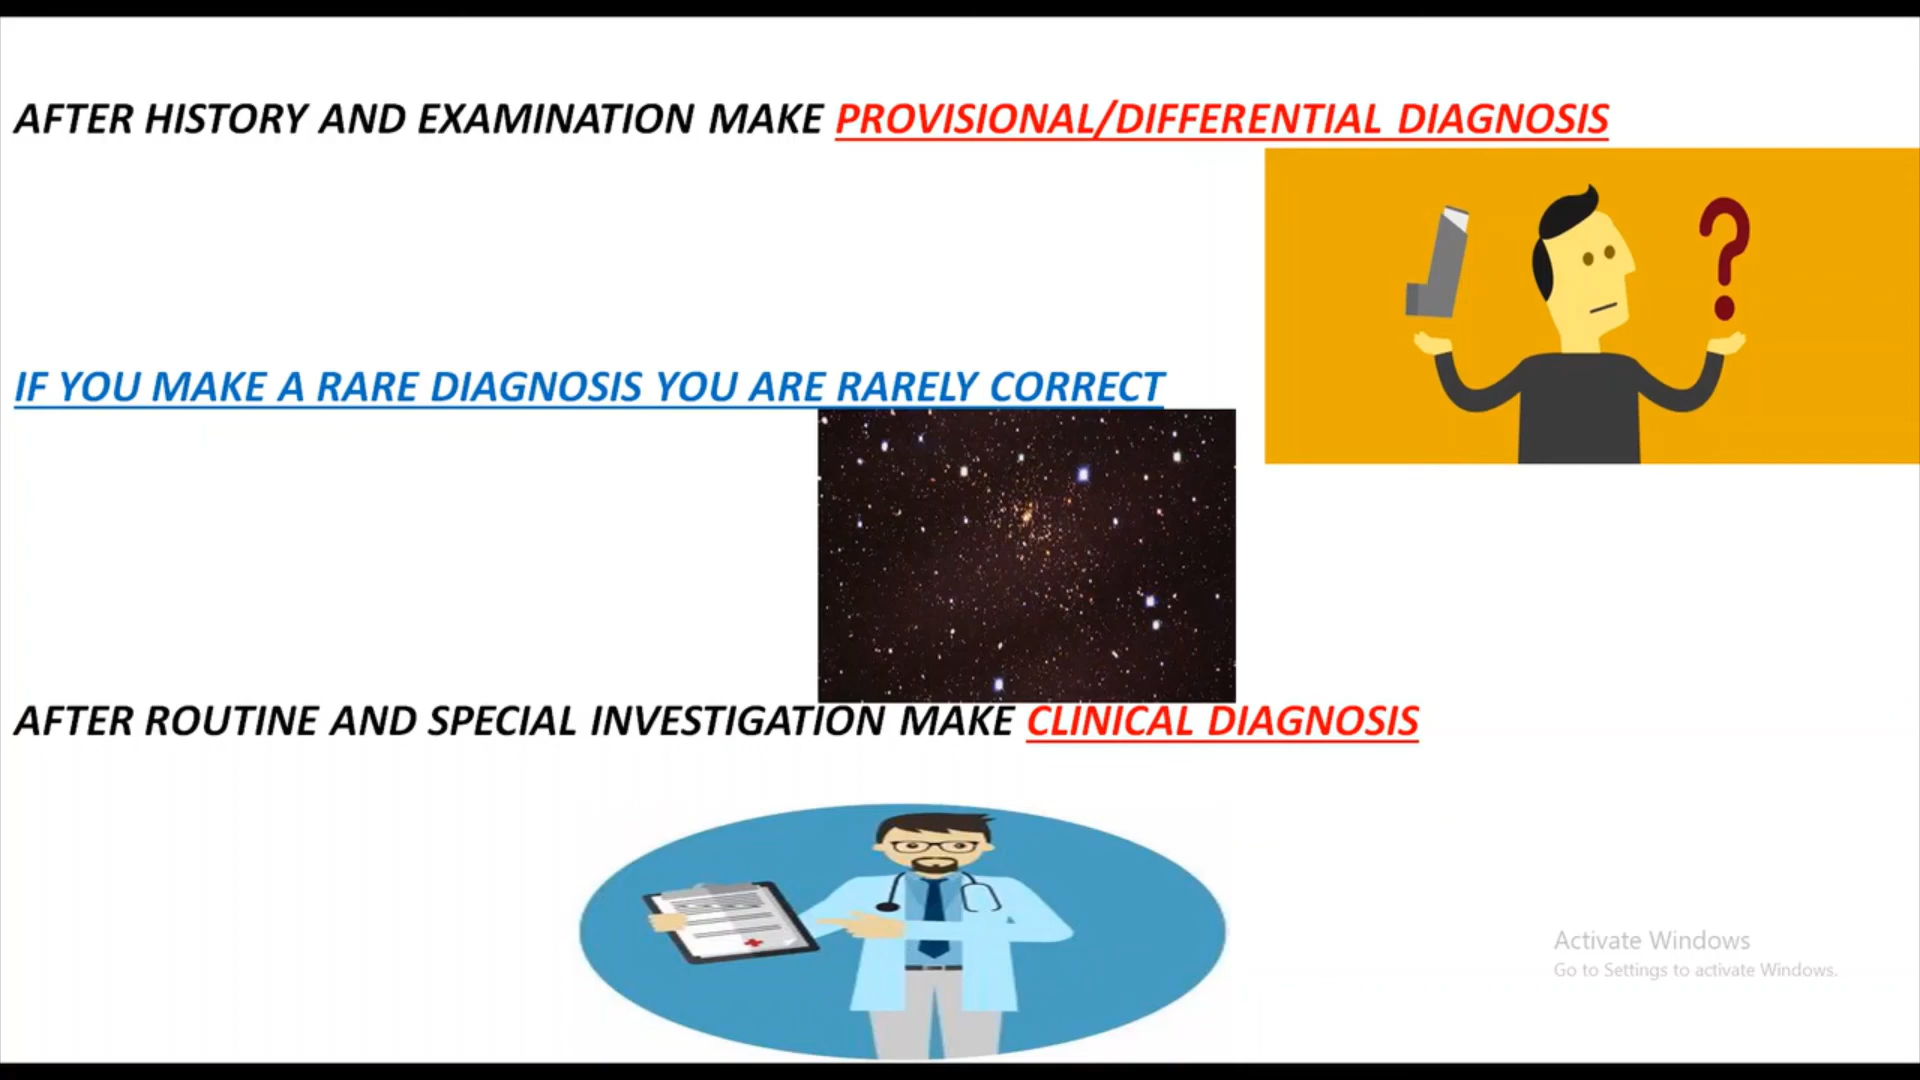 AFTER HISTORY AND EXAMINATION MAKE PROVISIONAL/DIFFERENTIAL DIAGNOSIS
IF YOU MAKE A RARE DIAGNOSIS YOU ARE RARELY CORRECT
AFTER ROUTINE AND SPECIAL INVESTIGATION MAKE CLINICAL DIAGNOSIS
Activate Windows
Go to Settings to activate Windows.